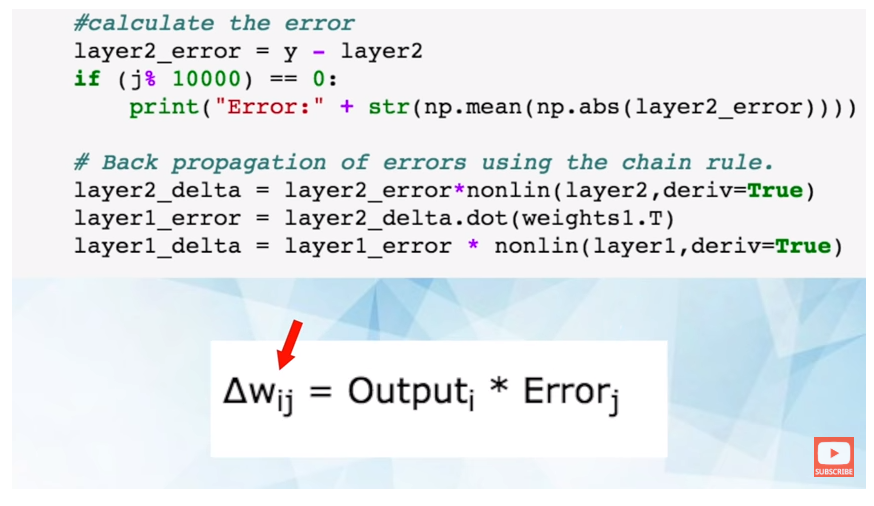 #calculate the error
layer2_error = y - layer2
if (j% 10000) == 0:
    print("Error:" + str(np.mean(np.abs(layer2_error))))
# Back propagation of errors using the chain rule.
layer2_delta = layer2_error*nonlin(layer2,deriv=True)
layer1_error = layer2_delta.dot(weights1.T)
layer1_delta = layer1_error * nonlin(layer1,deriv=True)
Δwij = Outputi * Errorj
SUBSCRIBE